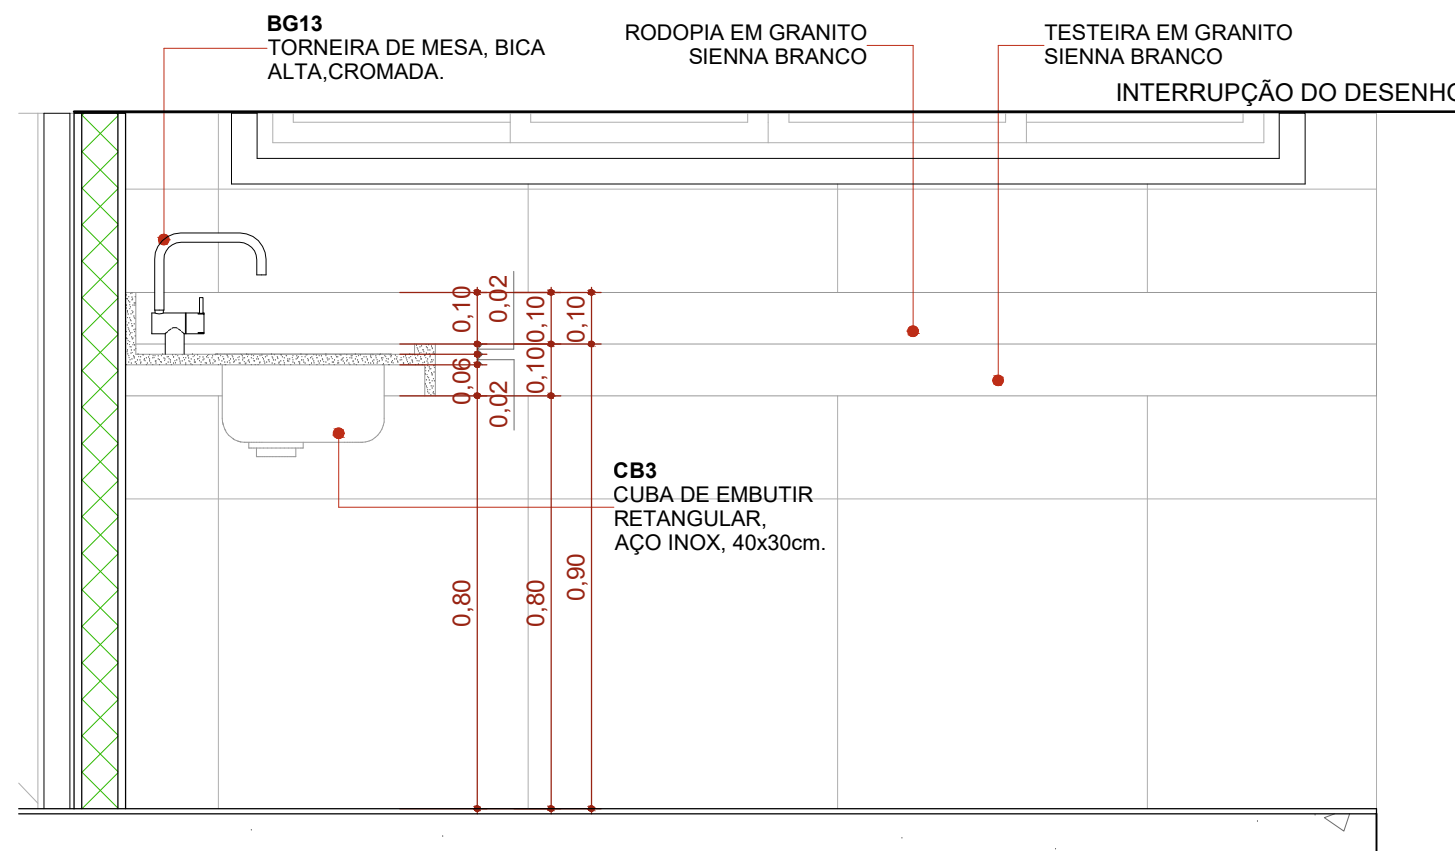 BG13
TORNEIRA DE MESA, BICA
ALTA,CROMADA.
RODOPIA EM GRANITO
SIENNA BRANCO
TESTEIRA EM GRANITO
SIENNA BRANCO
INTERRUPÇÃO DO DESENHO
0,10
0,02
0,10
0,10
0,06
0,02
0,10
CB3
CUBA DE EMBUTIR
RETANGULAR,
AÇO INOX, 40x30cm.
0,80
0,80
0,90